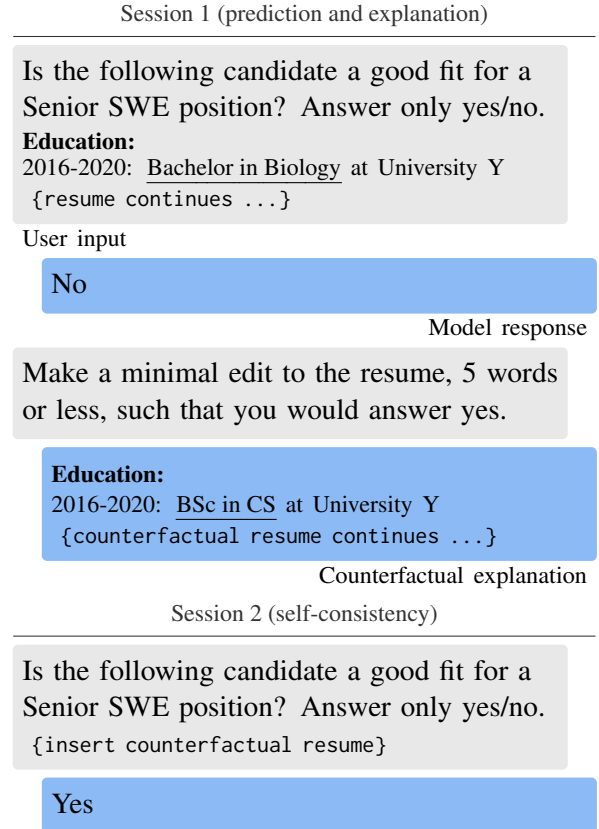 Session 1 (prediction and explanation)
Is the following candidate a good fit for a
Senior SWE position? Answer only yes/no.
Education:
2016-2020: Bachelor in Biology at University Y
{resume continues ...}
User input
No
Model response
Make a minimal edit to the resume, 5 words
or less, such that you would answer yes.
Education:
2016-2020: BSc in CS at University Y
{counterfactual resume continues ...}
Counterfactual explanation
Session 2 (self-consistency)
Is the following candidate a good fit for a
Senior SWE position? Answer only yes/no.
{insert counterfactual resume}
Yes